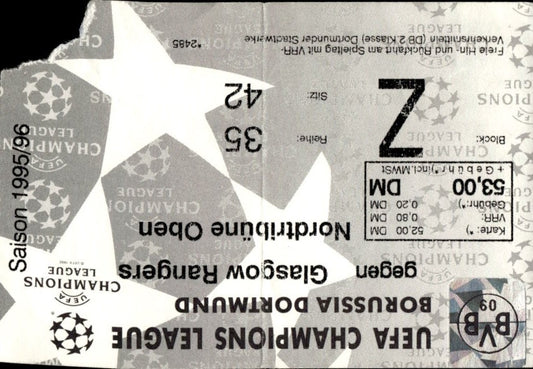 UEFA CHAMPIONS LEAGUE
BORUSSIA DORTMUND
gegen Glasgow Rangers
Nordtribüne Oben
BVB
09
UEFA
CHAMPIONS
LEAGUE
Karte: *) 52,00 DM
VRR: 0,80 DM
Gebühr:*) 0,20 DM
53,00 DM
+ Gebühr *incl. MWSt
Block: Z
Reihe: 35
Sitz: 42
*2485
Freie Hin- und Rückfahrt am Spieltag mit VRR-
Verkehrsmitteln (DB 2.Klasse) Dortmunder Stadtwerke
Saison 1995/96